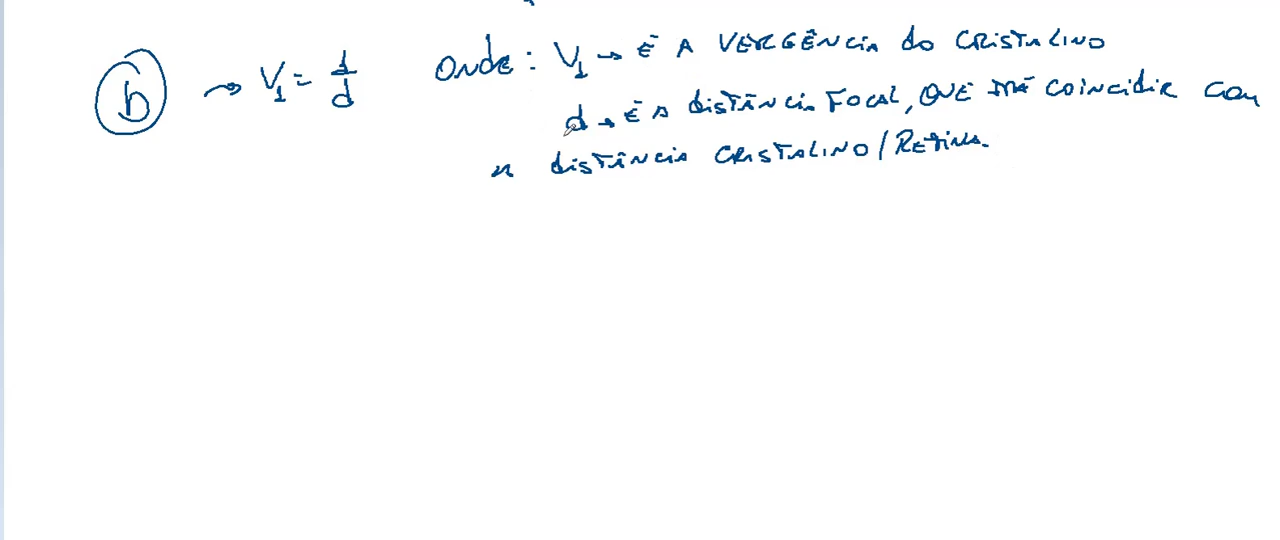 b → V₁ = 1/d Onde: V₁ → É A VERGÊNCIA do CRISTALINO
d → É A distÂNCIA FOCAL, QUE IRÁ COINCIDIR COM
A distÂNCIA CRISTALINO/RETINA.